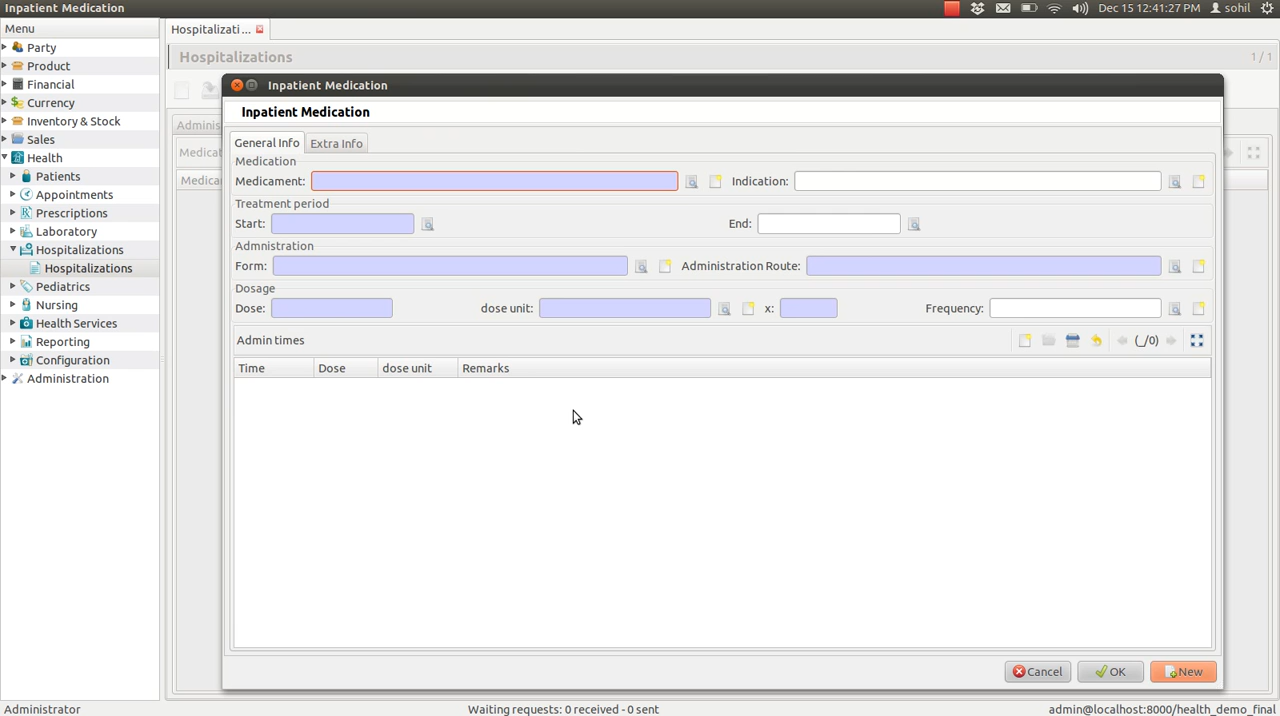 Inpatient Medication
Dec 15 12:41:27 PM
sohil
Menu
Party
Product
Financial
Currency
Inventory & Stock
Sales
Health
Patients
Appointments
Prescriptions
Laboratory
Hospitalizations
Hospitalizations
Pediatrics
Nursing
Health Services
Reporting
Configuration
Administration
Hospitalizati...
Hospitalizations
1 / 1
Adminis
Medicat
Medica
Inpatient Medication
Inpatient Medication
General Info Extra Info
Medication
Medicament: Indication:
Treatment period
Start: End:
Admnistration
Form: Administration Route:
Dosage
Dose: dose unit: x: Frequency:
Admin times (_/0)
Time Dose dose unit Remarks
Cancel OK New
Administrator Waiting requests: 0 received - 0 sent admin@localhost:8000/health_demo_final